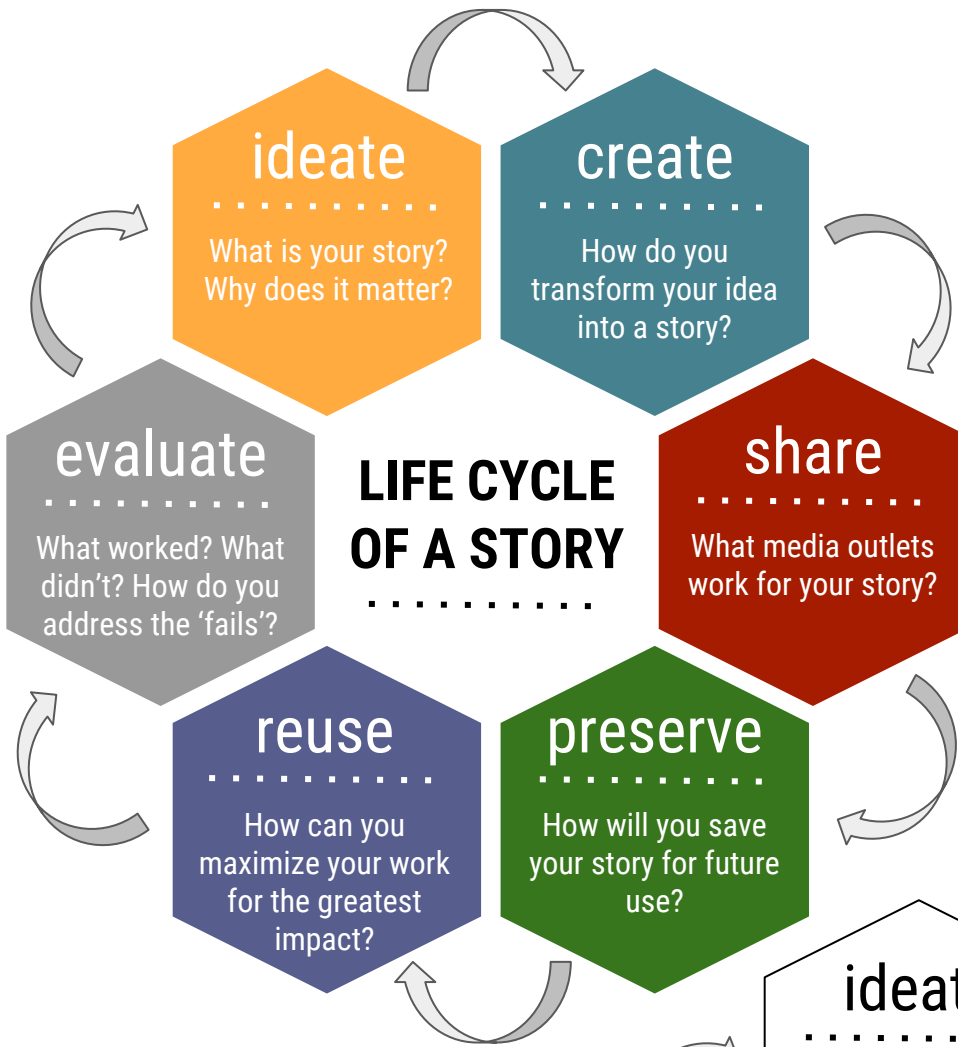 ideate
What is your story?
Why does it matter?
create
How do you
transform your idea
into a story?
share
What media outlets
work for your story?
preserve
How will you save
your story for future
use?
reuse
How can you
maximize your work
for the greatest
impact?
evaluate
What worked? What
didn’t? How do you
address the ‘fails’?
LIFE CYCLE
OF A STORY